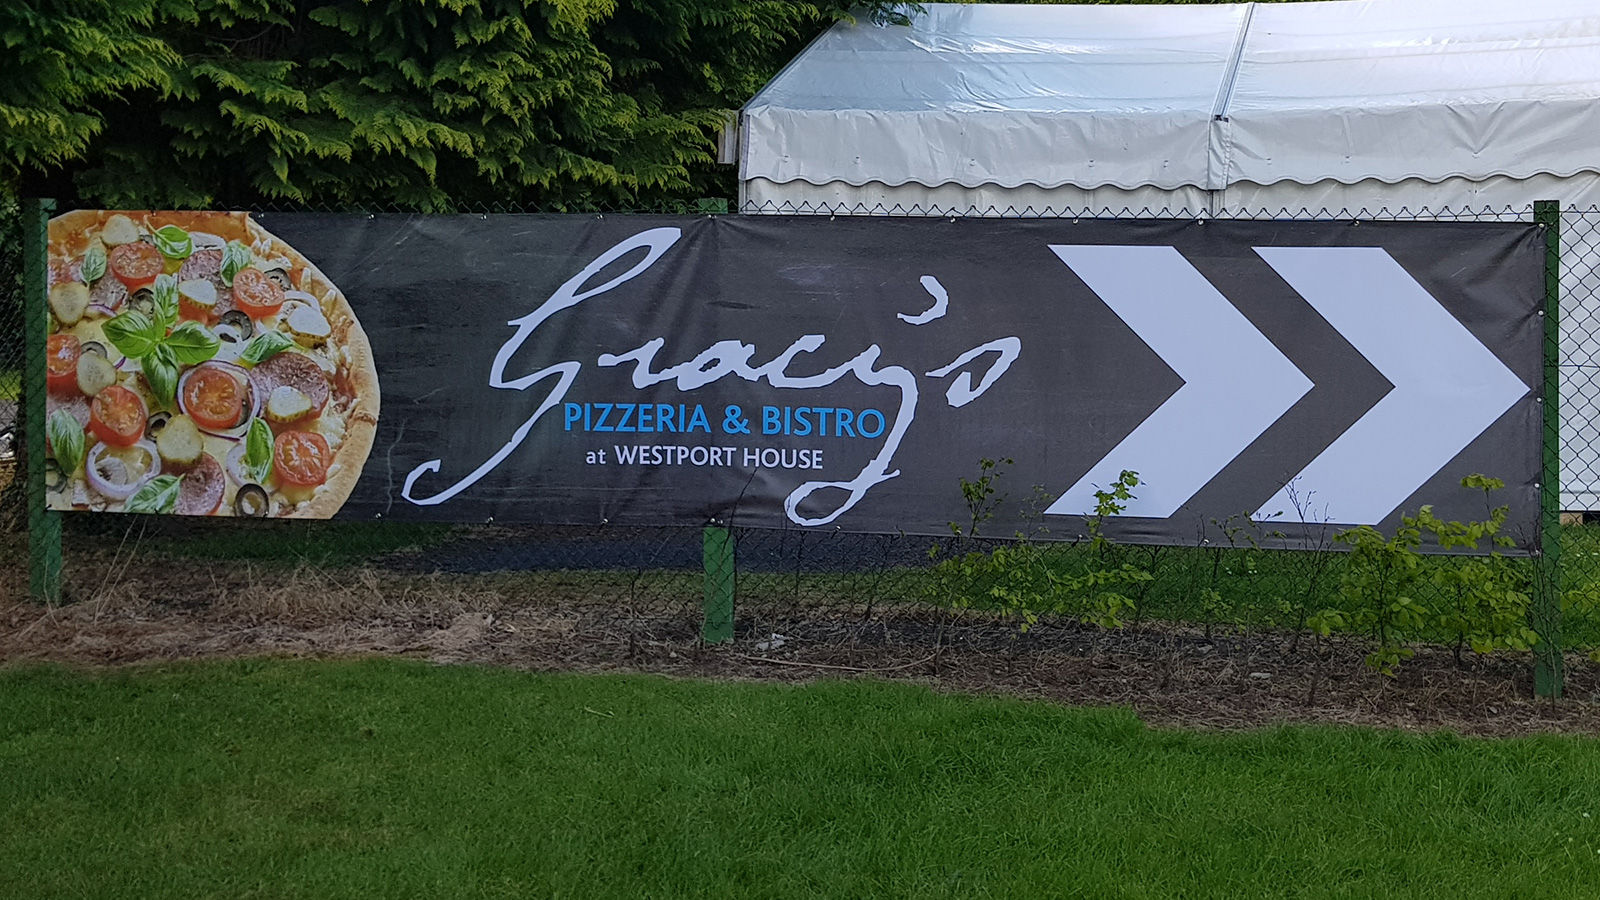 Gracy's
PIZZERIA & BISTRO
at WESTPORT HOUSE